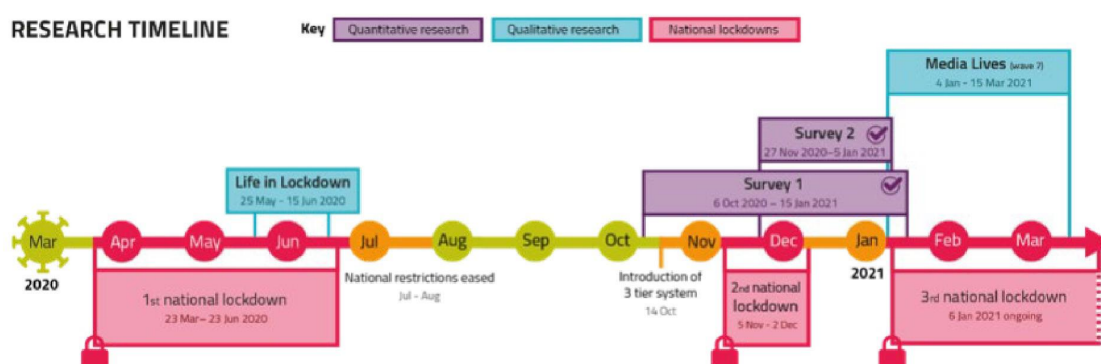 RESEARCH TIMELINE
Key
Quantitative research
Qualitative research
National lockdowns
Media Lives (wave 7)
4 Jan - 15 Mar 2021
Survey 2
27 Nov 2020–5 Jan 2021
Life in Lockdown
25 May - 15 Jun 2020
Survey 1
6 Oct 2020 – 15 Jan 2021
Mar
Apr
May
Jun
Jul
Aug
Sep
Oct
Nov
Dec
Jan
Feb
Mar
2020
2021
1st national lockdown
23 Mar– 23 Jun 2020
National restrictions eased
Jul - Aug
Introduction of
3 tier system
14 Oct
2nd national
lockdown
5 Nov - 2 Dec
3rd national lockdown
6 Jan 2021 ongoing